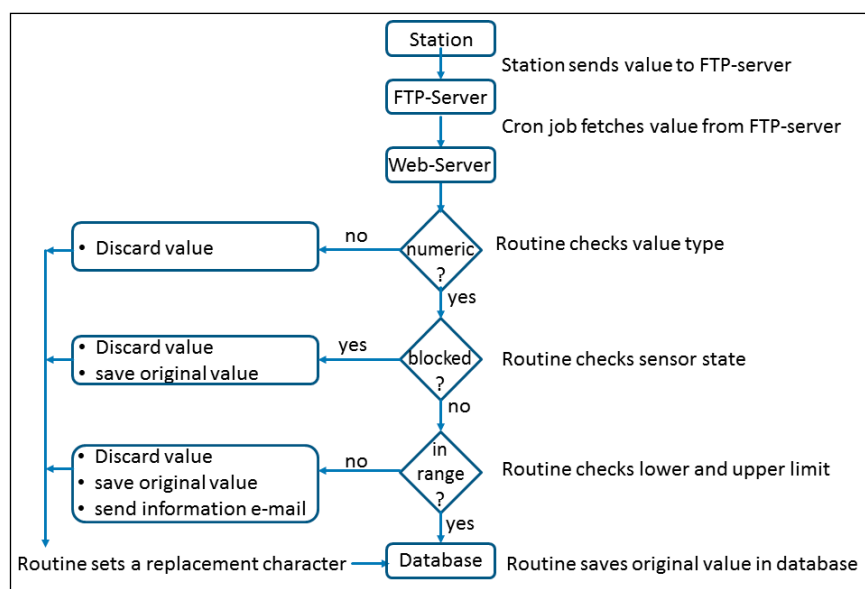 Station
Station sends value to FTP-server
FTP-Server
Cron job fetches value from FTP-server
Web-Server
no
• Discard value
numeric
?
Routine checks value type
yes
• Discard value
• save original value
yes
blocked
?
Routine checks sensor state
no
• Discard value
• save original value
• send information e-mail
no
in
range
?
Routine checks lower and upper limit
yes
Routine sets a replacement character
Database
Routine saves original value in database